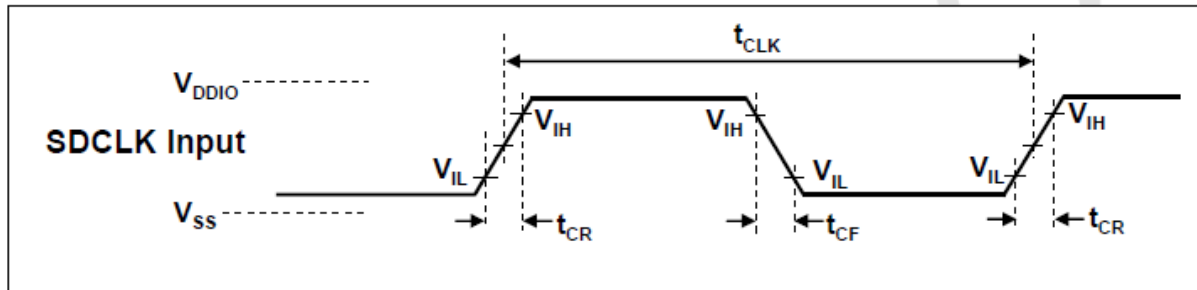 tCLK
VDDIO
SDCLK Input
VIH
VIH
VIH
VIL
VIL
VIL
VSS
tCR
tCF
tCR